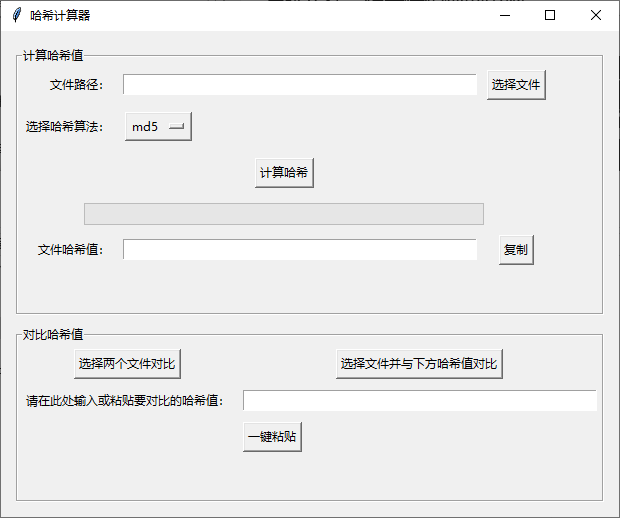 哈希计算器
计算哈希值
文件路径: 选择文件
选择哈希算法: md5
计算哈希
文件哈希值: 复制
对比哈希值
选择两个文件对比 选择文件并与下方哈希值对比
请在此处输入或粘贴要对比的哈希值:
一键粘贴